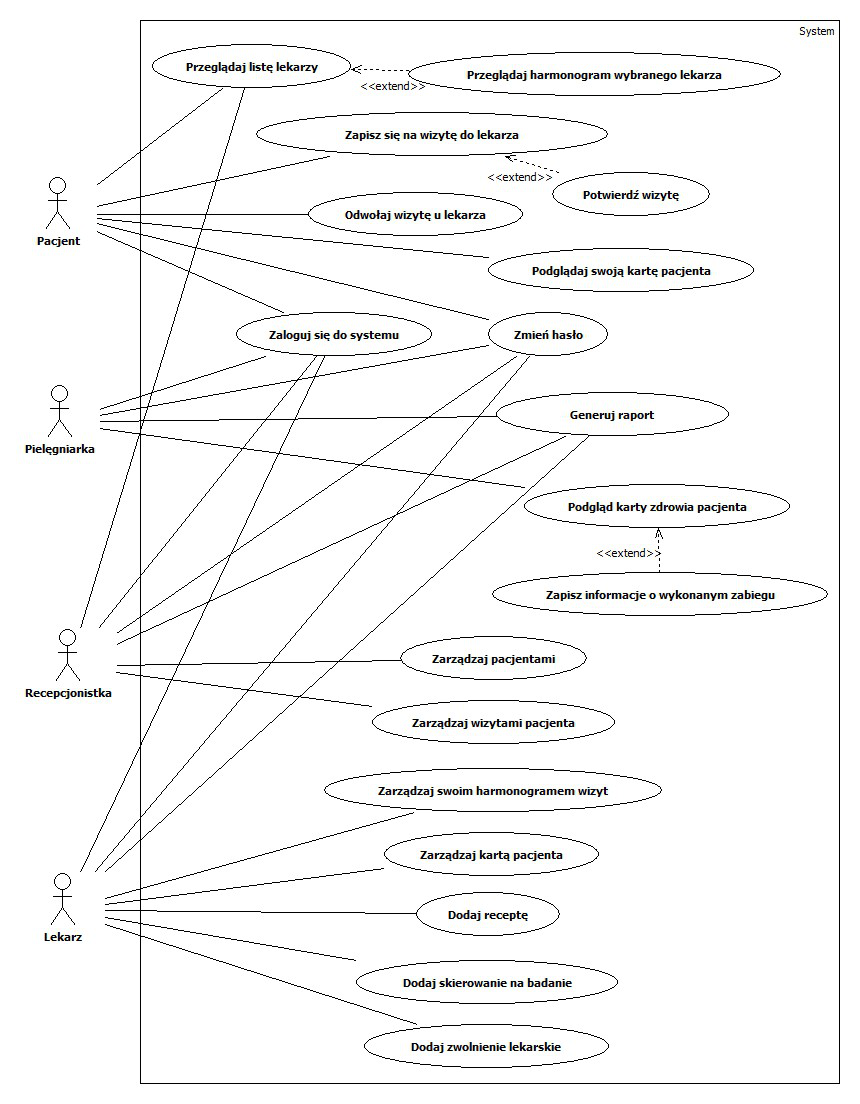 System
Przeglądaj listę lekarzy
Przeglądaj harmonogram wybranego lekarza
<<extend>>
Zapisz się na wizytę do lekarza
<<extend>>
Potwierdź wizytę
Odwołaj wizytę u lekarza
Pacjent
Podglądaj swoją kartę pacjenta
Zaloguj się do systemu
Zmień hasło
Generuj raport
Pielęgniarka
Podgląd karty zdrowia pacjenta
<<extend>>
Zapisz informacje o wykonanym zabiegu
Zarządzaj pacjentami
Recepcjonistka
Zarządzaj wizytami pacjenta
Zarządzaj swoim harmonogramem wizyt
Zarządzaj kartą pacjenta
Dodaj receptę
Lekarz
Dodaj skierowanie na badanie
Dodaj zwolnienie lekarskie